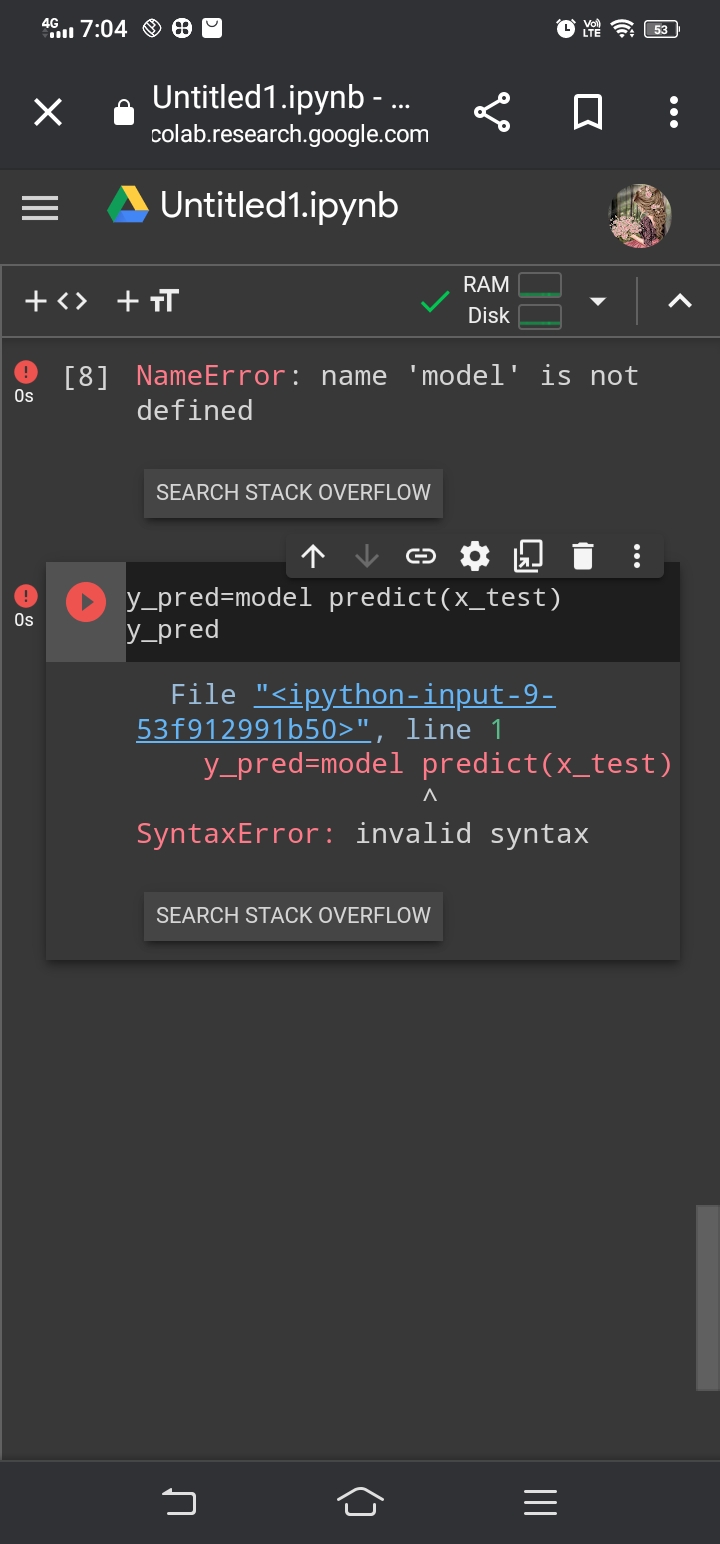 4G 7:04 Vo) LTE 53
Untitled1.ipynb - ...
colab.research.google.com
Untitled1.ipynb
+ <> + TT RAM
Disk
[8] NameError: name 'model' is not
0s defined
SEARCH STACK OVERFLOW
y_pred=model predict(x_test)
0s y_pred
File "<ipython-input-9-
53f912991b50>", line 1
y_pred=model predict(x_test)
^
SyntaxError: invalid syntax
SEARCH STACK OVERFLOW